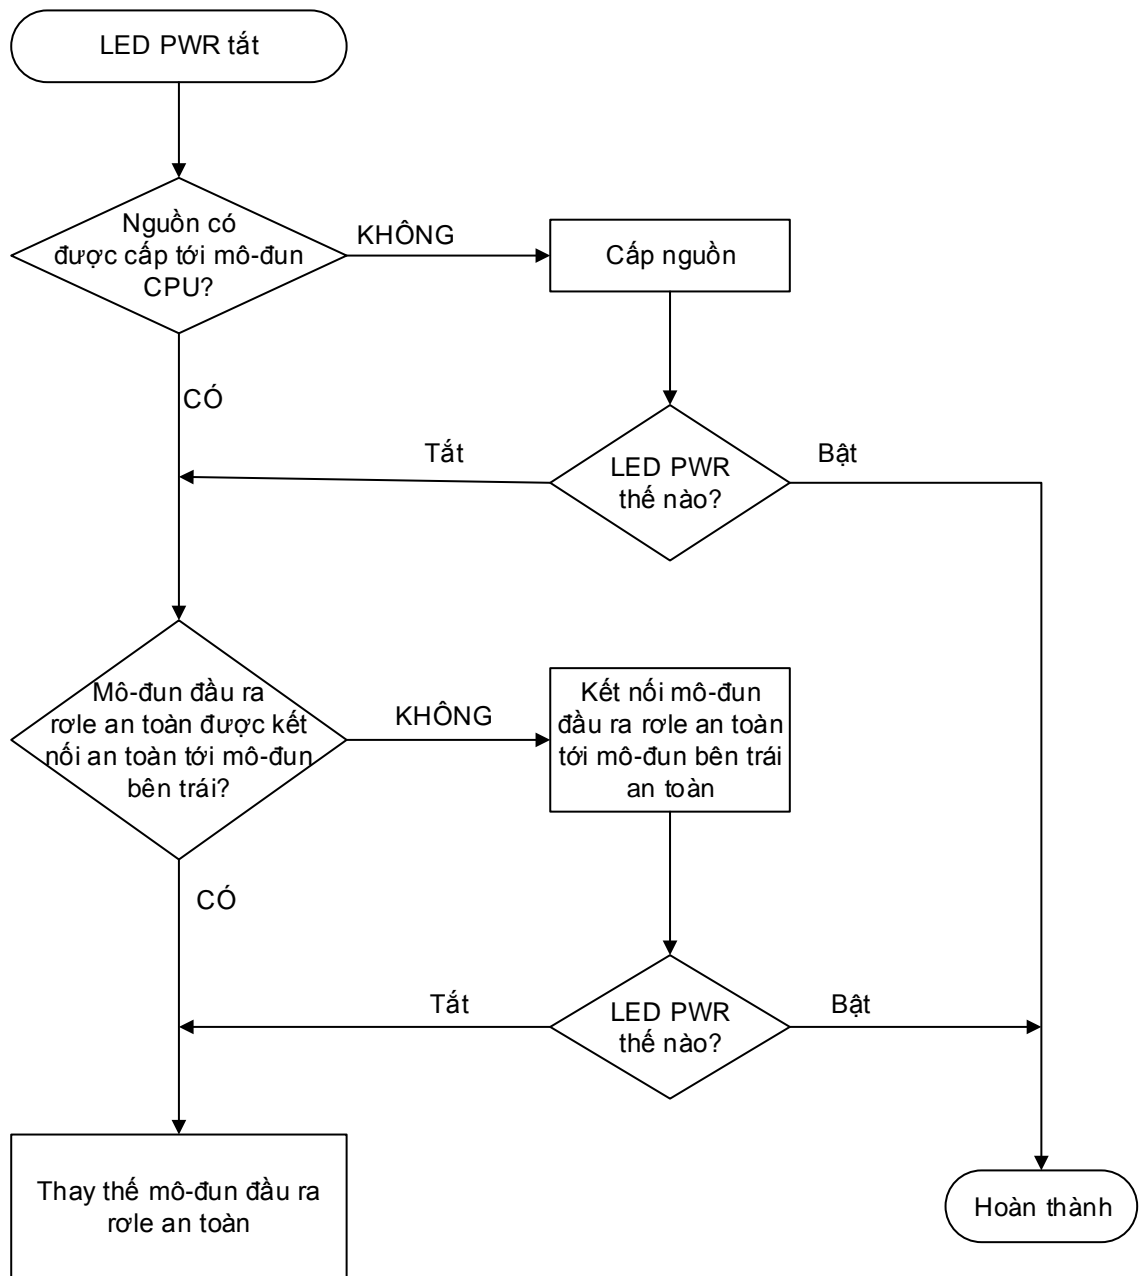 LED PWR tắt
Nguồn có
được cấp tới mô-đun
CPU?
KHÔNG
Cấp nguồn
CÓ
Tắt
LED PWR
thế nào?
Bật
Mô-đun đầu ra
rơle an toàn được kết
nối an toàn tới mô-đun
bên trái?
KHÔNG
Kết nối mô-đun
đầu ra rơle an toàn
tới mô-đun bên trái
an toàn
CÓ
Tắt
LED PWR
thế nào?
Bật
Thay thế mô-đun đầu ra
rơle an toàn
Hoàn thành